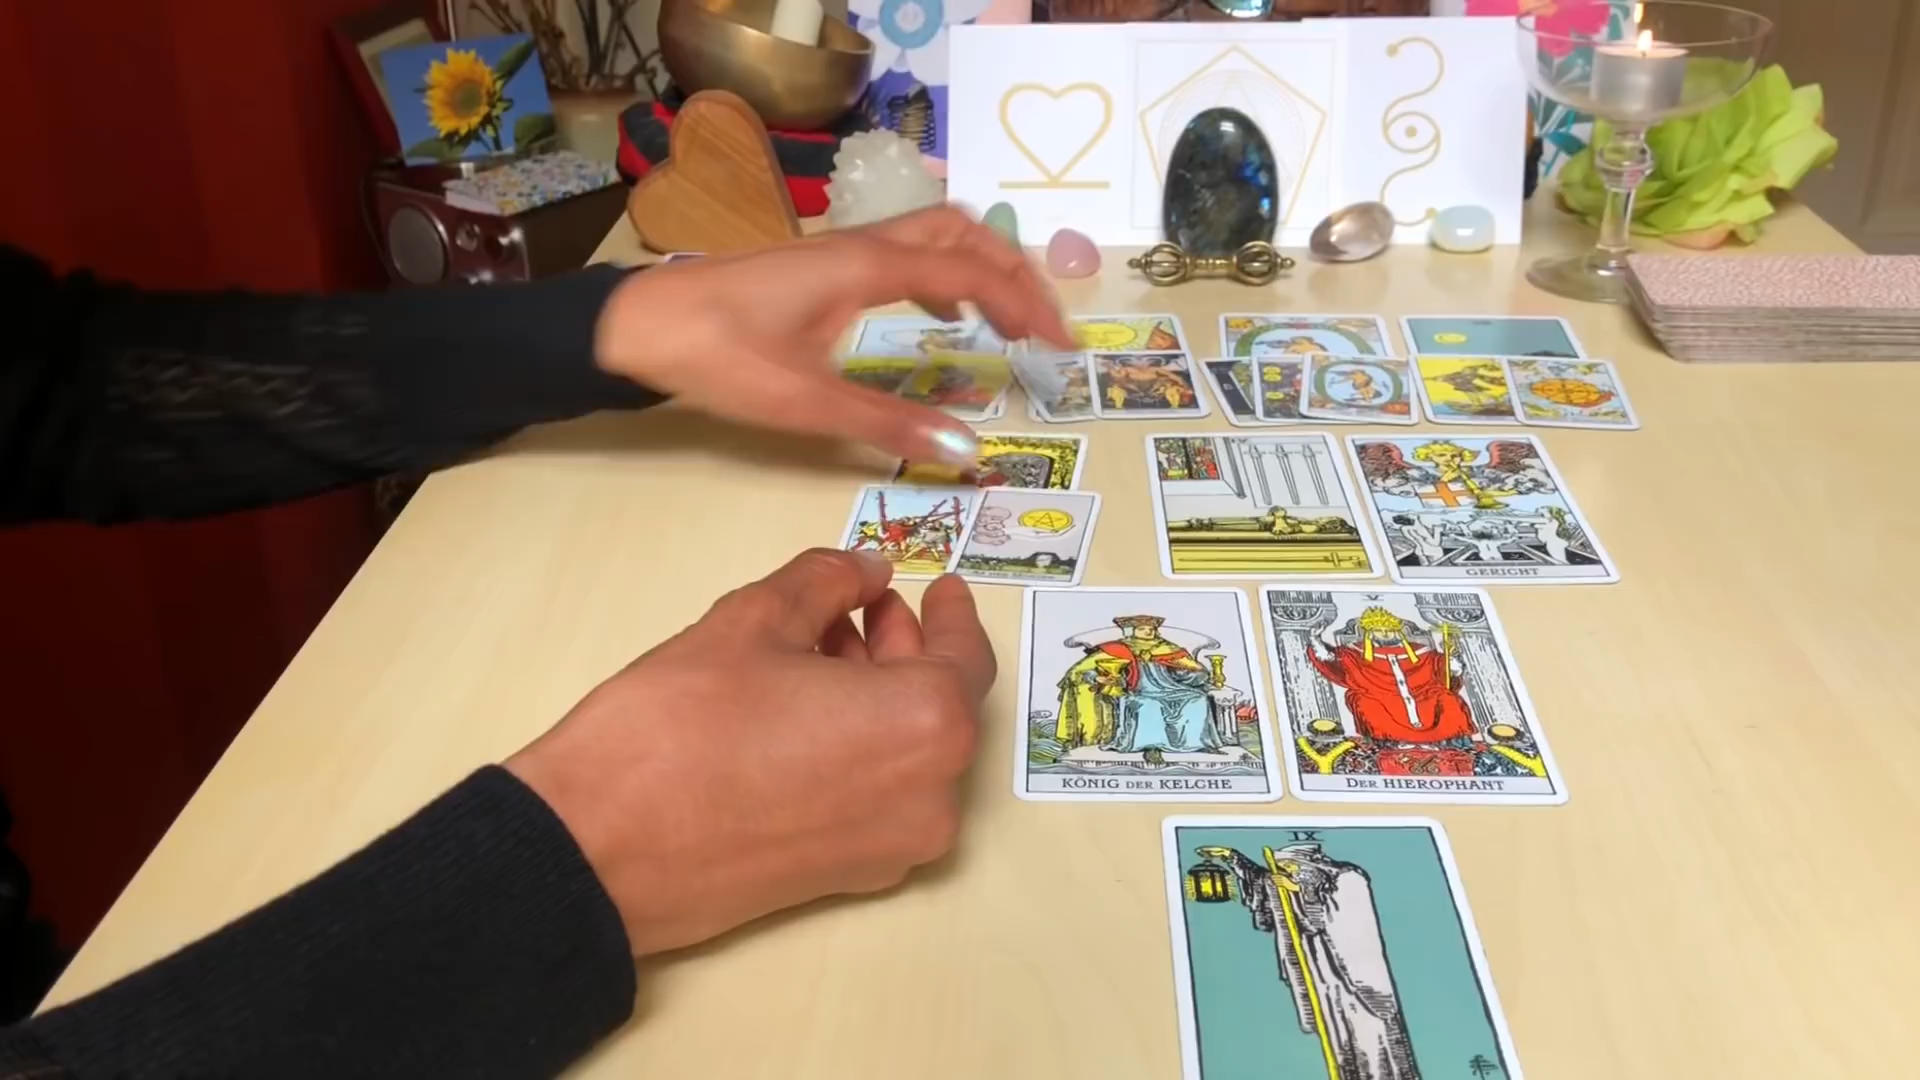 GERICHT
V
KÖNIG DER KELCHE
DER HIEROPHANT
IX